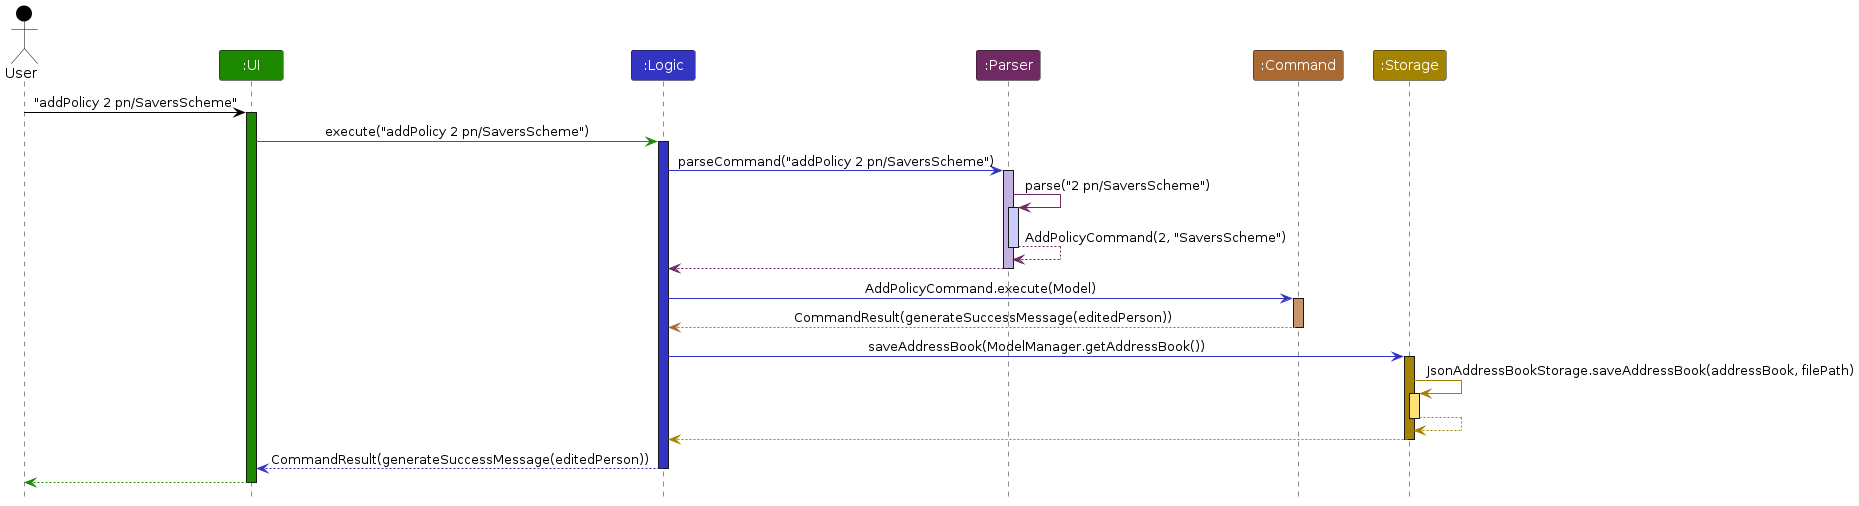 User
:UI
:Logic
:Parser
:Command
:Storage
"addPolicy 2 pn/SaversScheme"
execute("addPolicy 2 pn/SaversScheme")
parseCommand("addPolicy 2 pn/SaversScheme")
parse("2 pn/SaversScheme")
AddPolicyCommand(2, "SaversScheme")
AddPolicyCommand.execute(Model)
CommandResult(generateSuccessMessage(editedPerson))
saveAddressBook(ModelManager.getAddressBook())
JsonAddressBookStorage.saveAddressBook(addressBook, filePath)
CommandResult(generateSuccessMessage(editedPerson))